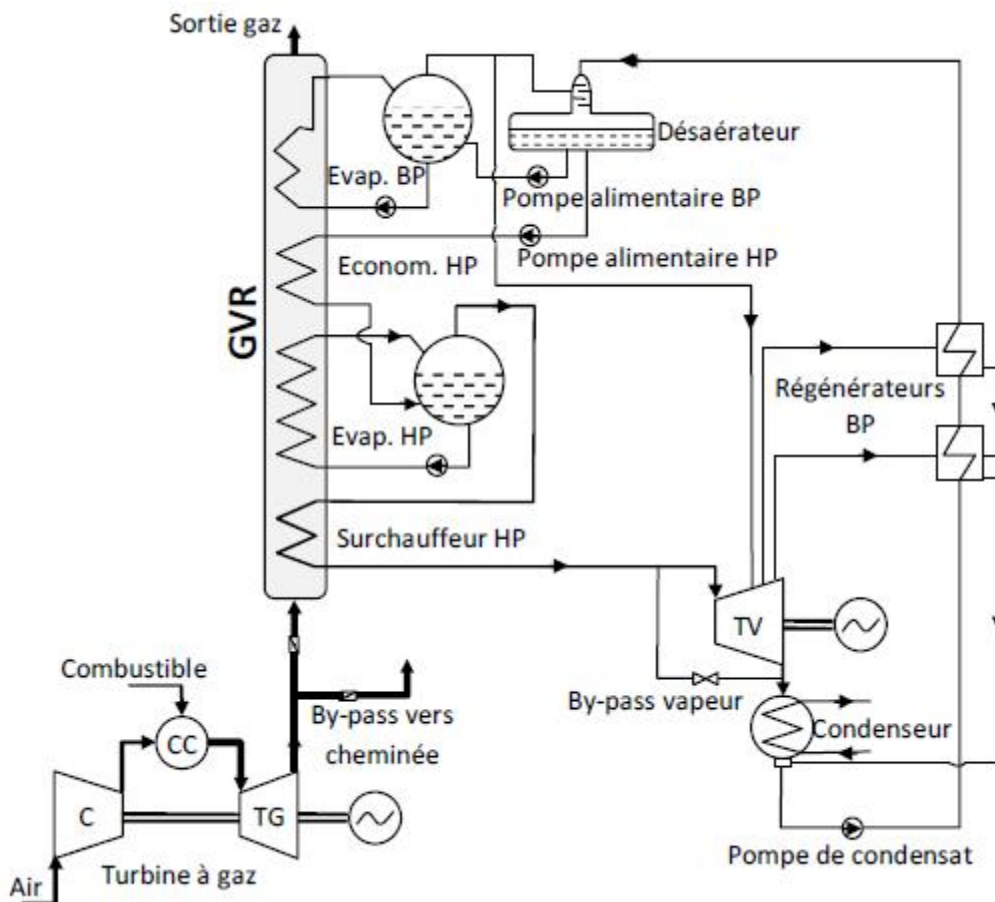 Sortie gaz
Désaérateur
Evap. BP
Pompe alimentaire BP
Pompe alimentaire HP
Econom. HP
GVR
Régénérateurs
BP
Evap. HP
Surchauffeur HP
TV
Combustible
By-pass vapeur
By-pass vers
cheminée
Condenseur
CC
C
TG
Pompe de condensat
Turbine à gaz
Air